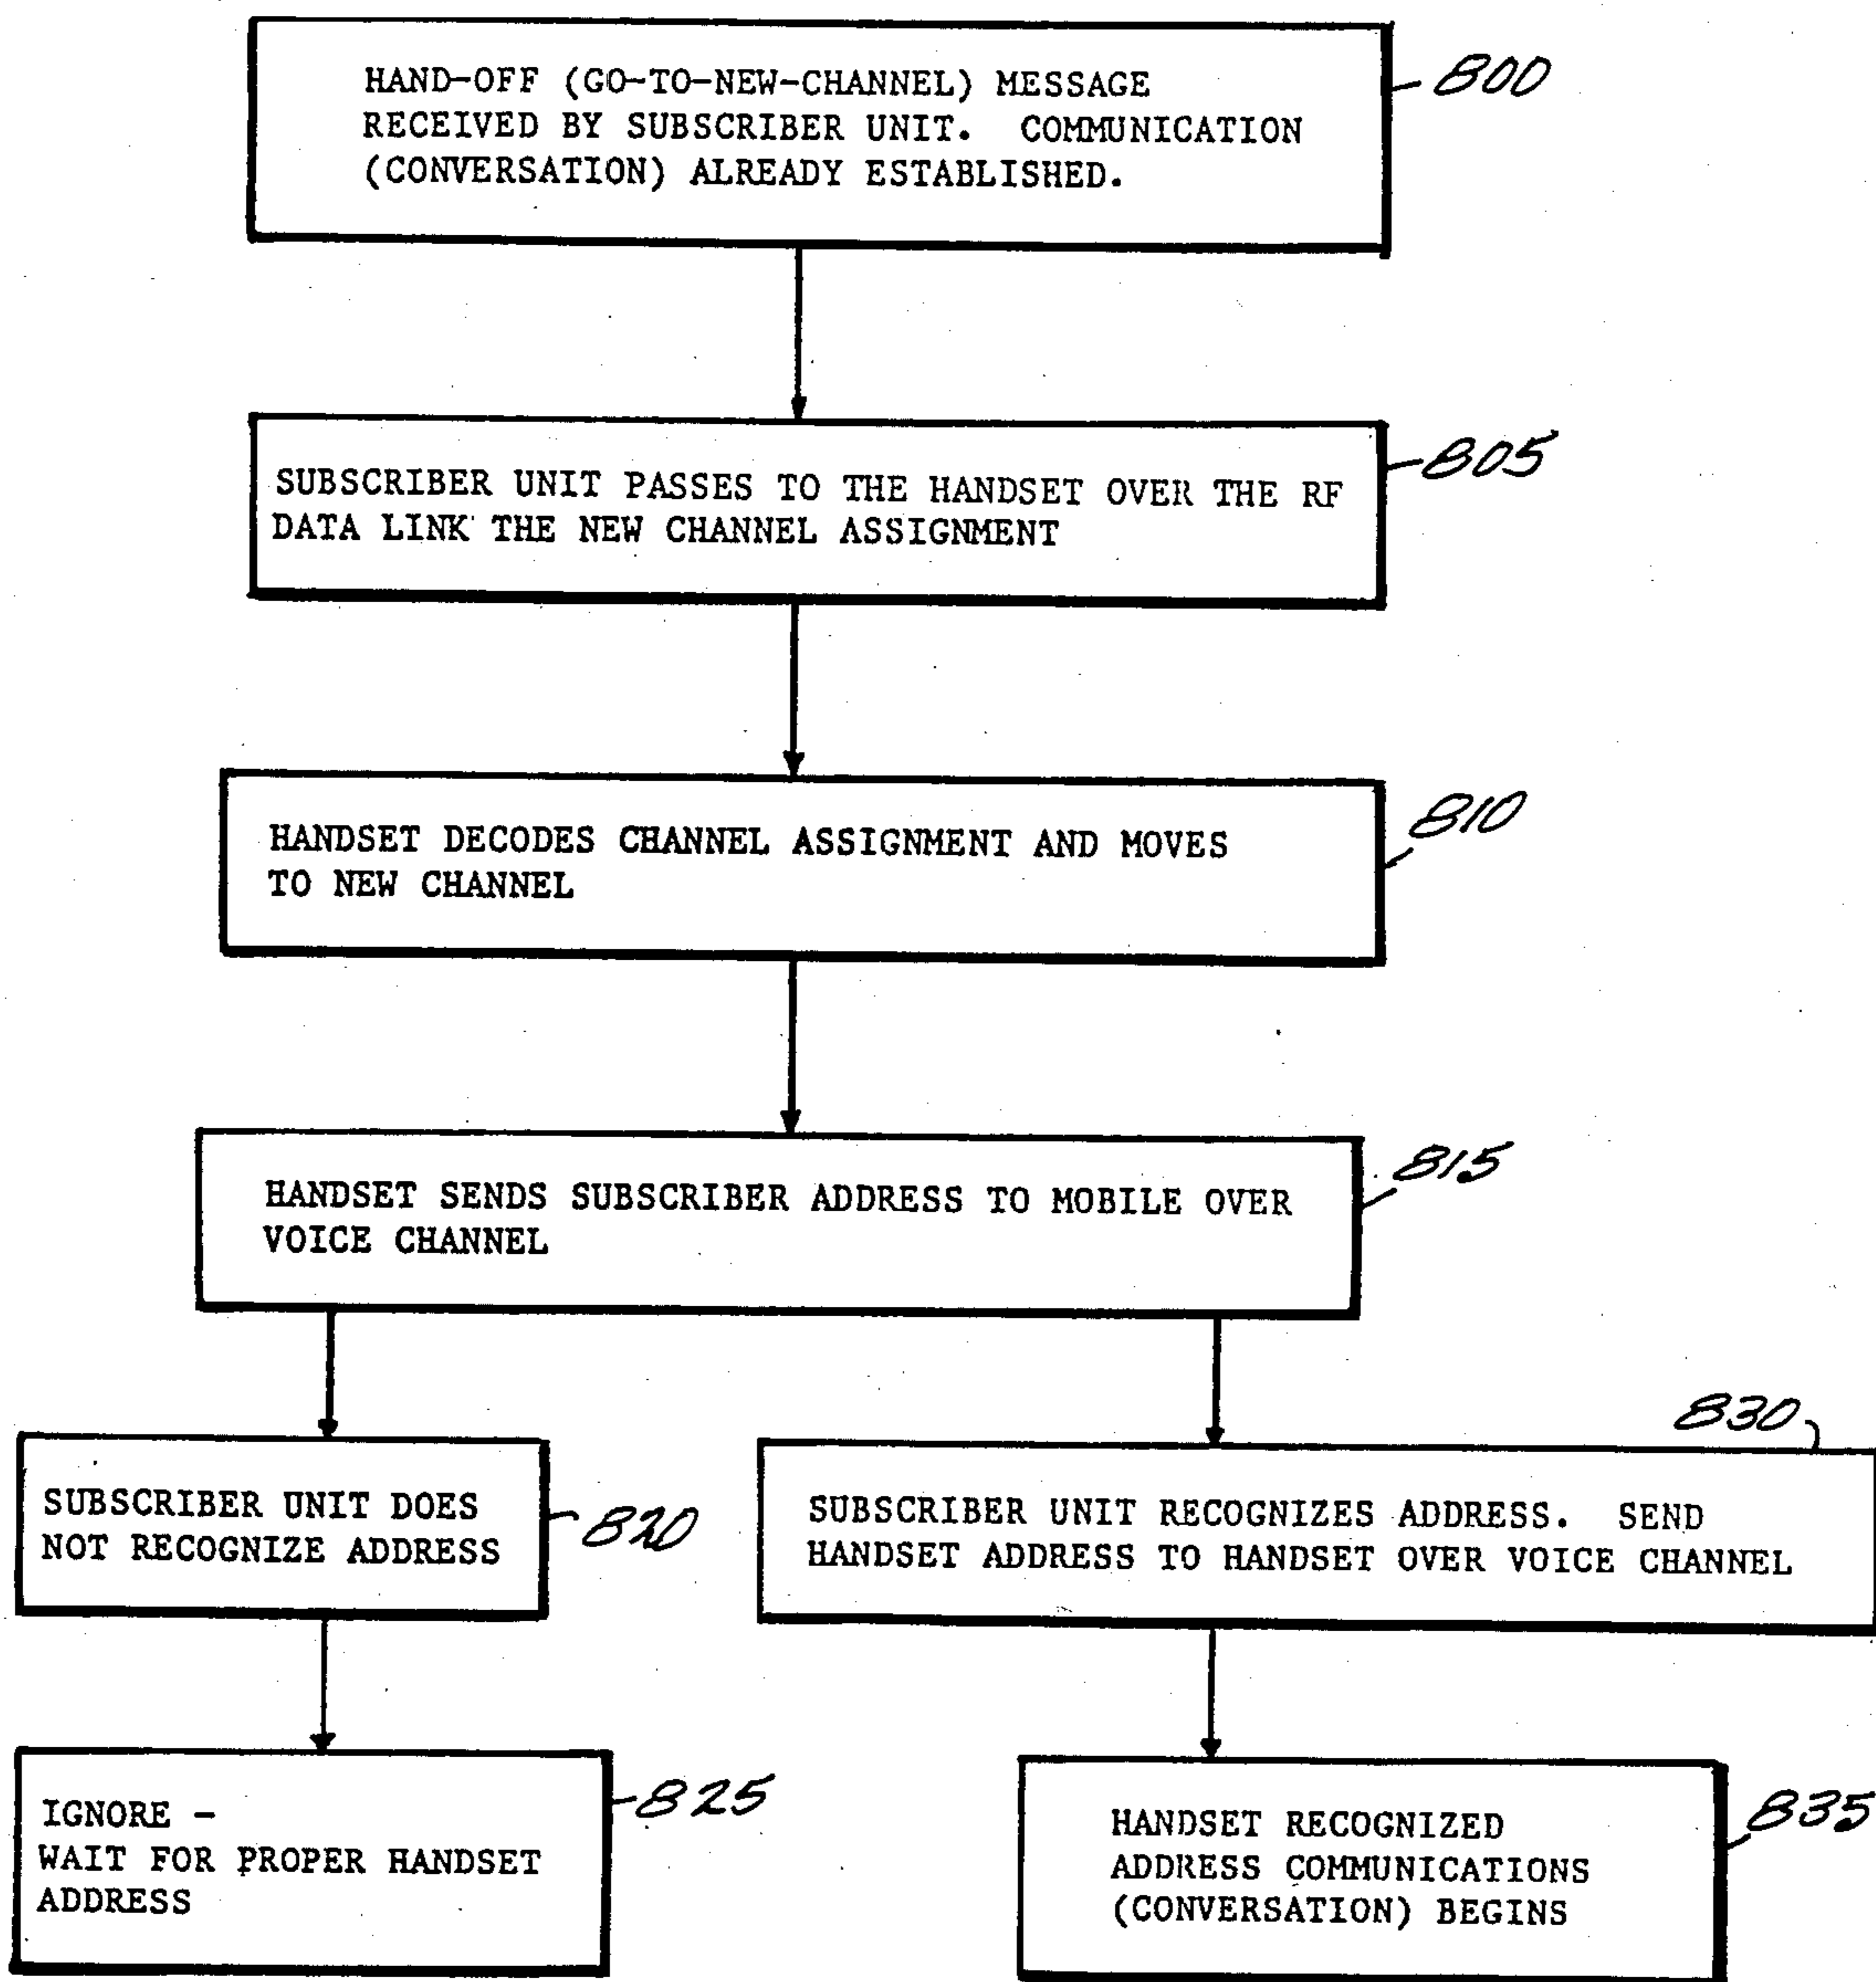 HAND-OFF (GO-TO-NEW-CHANNEL) MESSAGE
RECEIVED BY SUBSCRIBER UNIT. COMMUNICATION
(CONVERSATION) ALREADY ESTABLISHED.
800
SUBSCRIBER UNIT PASSES TO THE HANDSET OVER THE RF
DATA LINK THE NEW CHANNEL ASSIGNMENT
805
HANDSET DECODES CHANNEL ASSIGNMENT AND MOVES
TO NEW CHANNEL
810
HANDSET SENDS SUBSCRIBER ADDRESS TO MOBILE OVER
VOICE CHANNEL
815
SUBSCRIBER UNIT DOES
NOT RECOGNIZE ADDRESS
820
830
SUBSCRIBER UNIT RECOGNIZES ADDRESS. SEND
HANDSET ADDRESS TO HANDSET OVER VOICE CHANNEL
IGNORE -
WAIT FOR PROPER HANDSET
ADDRESS
825
HANDSET RECOGNIZED
ADDRESS COMMUNICATIONS
(CONVERSATION) BEGINS
835